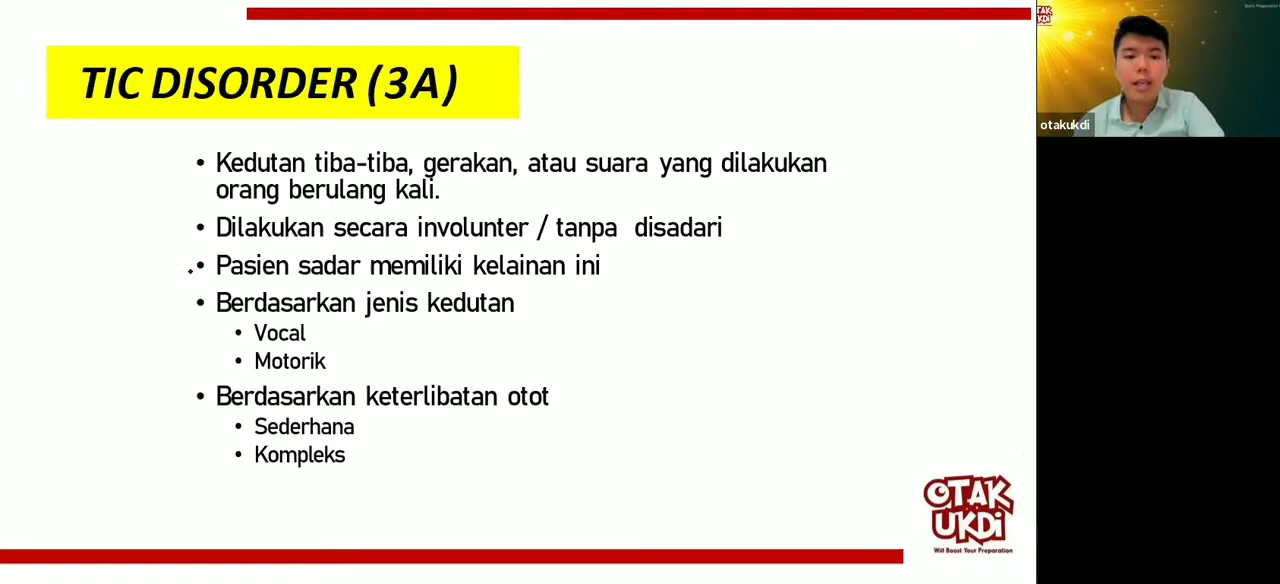 TIC DISORDER (3A)
• Kedutan tiba-tiba, gerakan, atau suara yang dilakukan
orang berulang kali.
• Dilakukan secara involunter / tanpa disadari
• Pasien sadar memiliki kelainan ini
• Berdasarkan jenis kedutan
• Vocal
• Motorik
• Berdasarkan keterlibatan otot
• Sederhana
• Kompleks
OTAK
UKDI
Will Boost Your Preparation
OTAK
UKDI
otakukdi